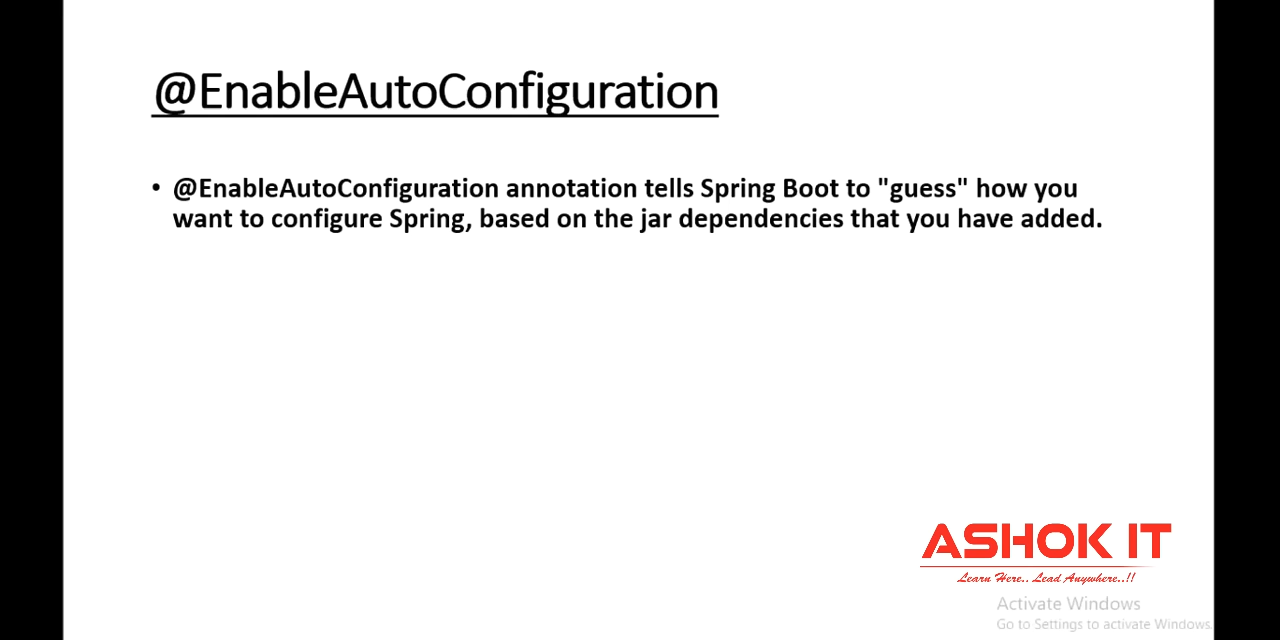 @EnableAutoConfiguration
• @EnableAutoConfiguration annotation tells Spring Boot to "guess" how you
want to configure Spring, based on the jar dependencies that you have added.
ASHOK IT
Learn Here.. Lead Anywhere..!!
Activate Windows
Go to Settings to activate Windows.